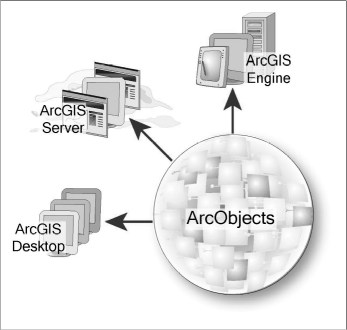 ArcGIS
Engine
ArcGIS
Server
ArcObjects
ArcGIS
Desktop